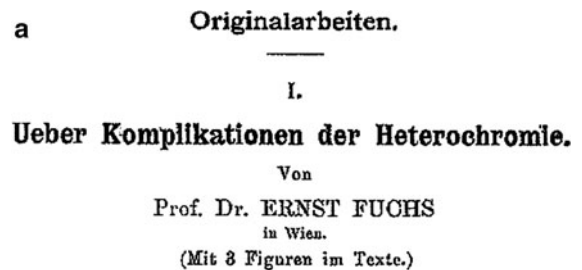 a
Originalarbeiten.
I.
Ueber Komplikationen der Heterochromie.
Von
Prof. Dr. ERNST FUCHS
in Wien.
(Mit 3 Figuren im Texte.)